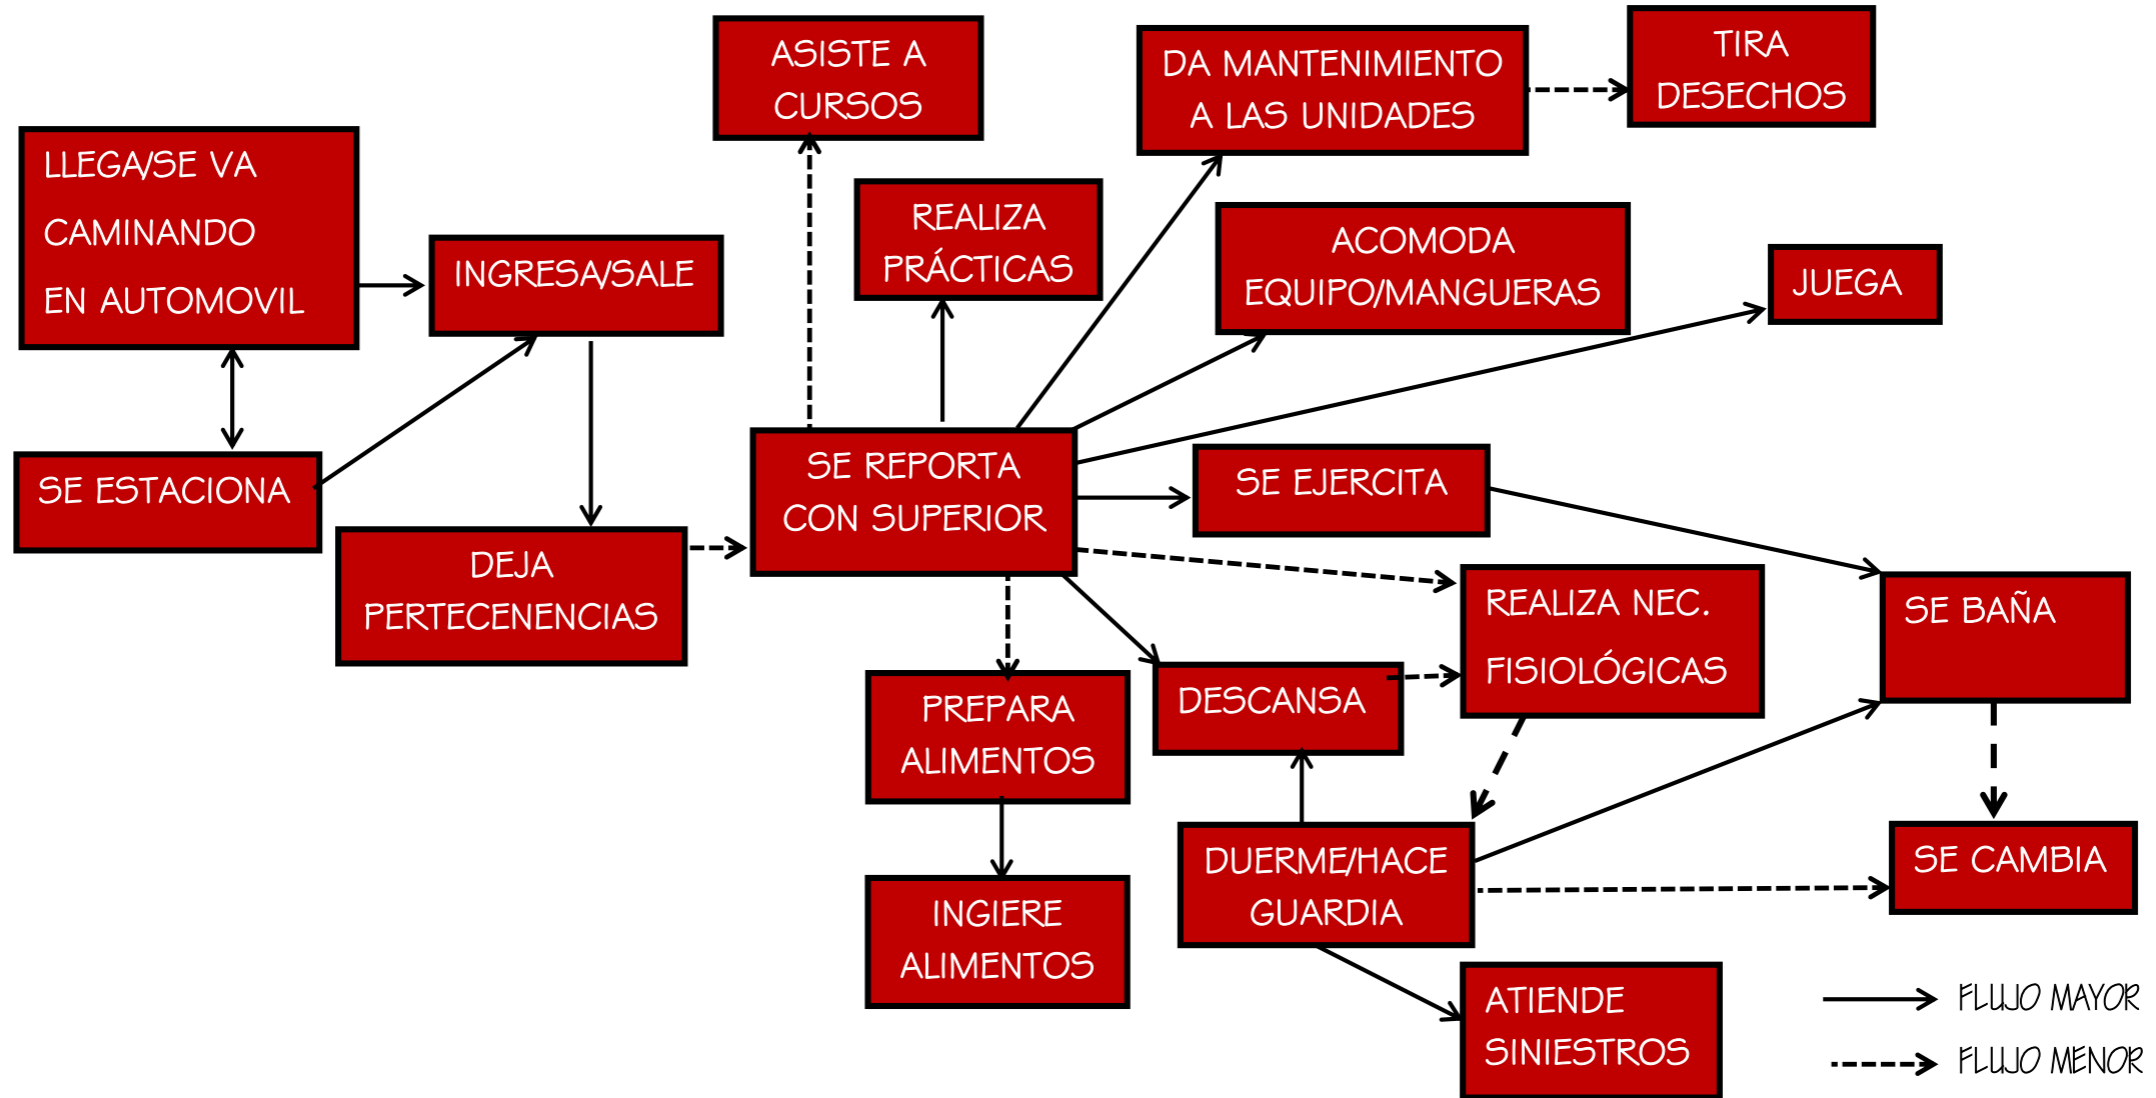 ASISTE A
CURSOS
DA MANTENIMIENTO
A LAS UNIDADES
TIRA
DESECHOS
LLEGA/SE VA
CAMINANDO
EN AUTOMOVIL
INGRESA/SALE
REALIZA
PRÁCTICAS
ACOMODA
EQUIPO/MANGUERAS
JUEGA
SE ESTACIONA
DEJA
PERTECENENCIAS
SE REPORTA
CON SUPERIOR
SE EJERCITA
REALIZA NEC.
FISIOLÓGICAS
SE BAÑA
PREPARA
ALIMENTOS
DESCANSA
INGIERE
ALIMENTOS
DUERME/HACE
GUARDIA
SE CAMBIA
ATIENDE
SINIESTROS
FLUJO MAYOR
FLUJO MENOR